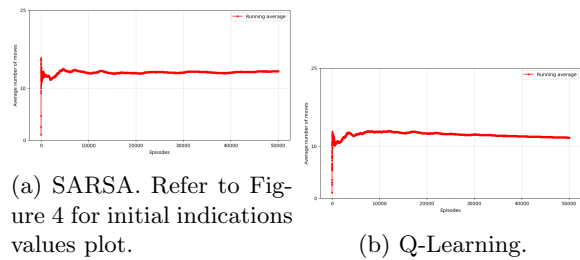 25
10
1
0
10000
20000
30000
40000
50000
Average number of moves
Episodes
Running average
(a) SARSA. Refer to Fig-
ure 4 for initial indications
values plot.
25
10
1
0
10000
20000
30000
40000
50000
Average number of moves
Episodes
Running average
(b) Q-Learning.